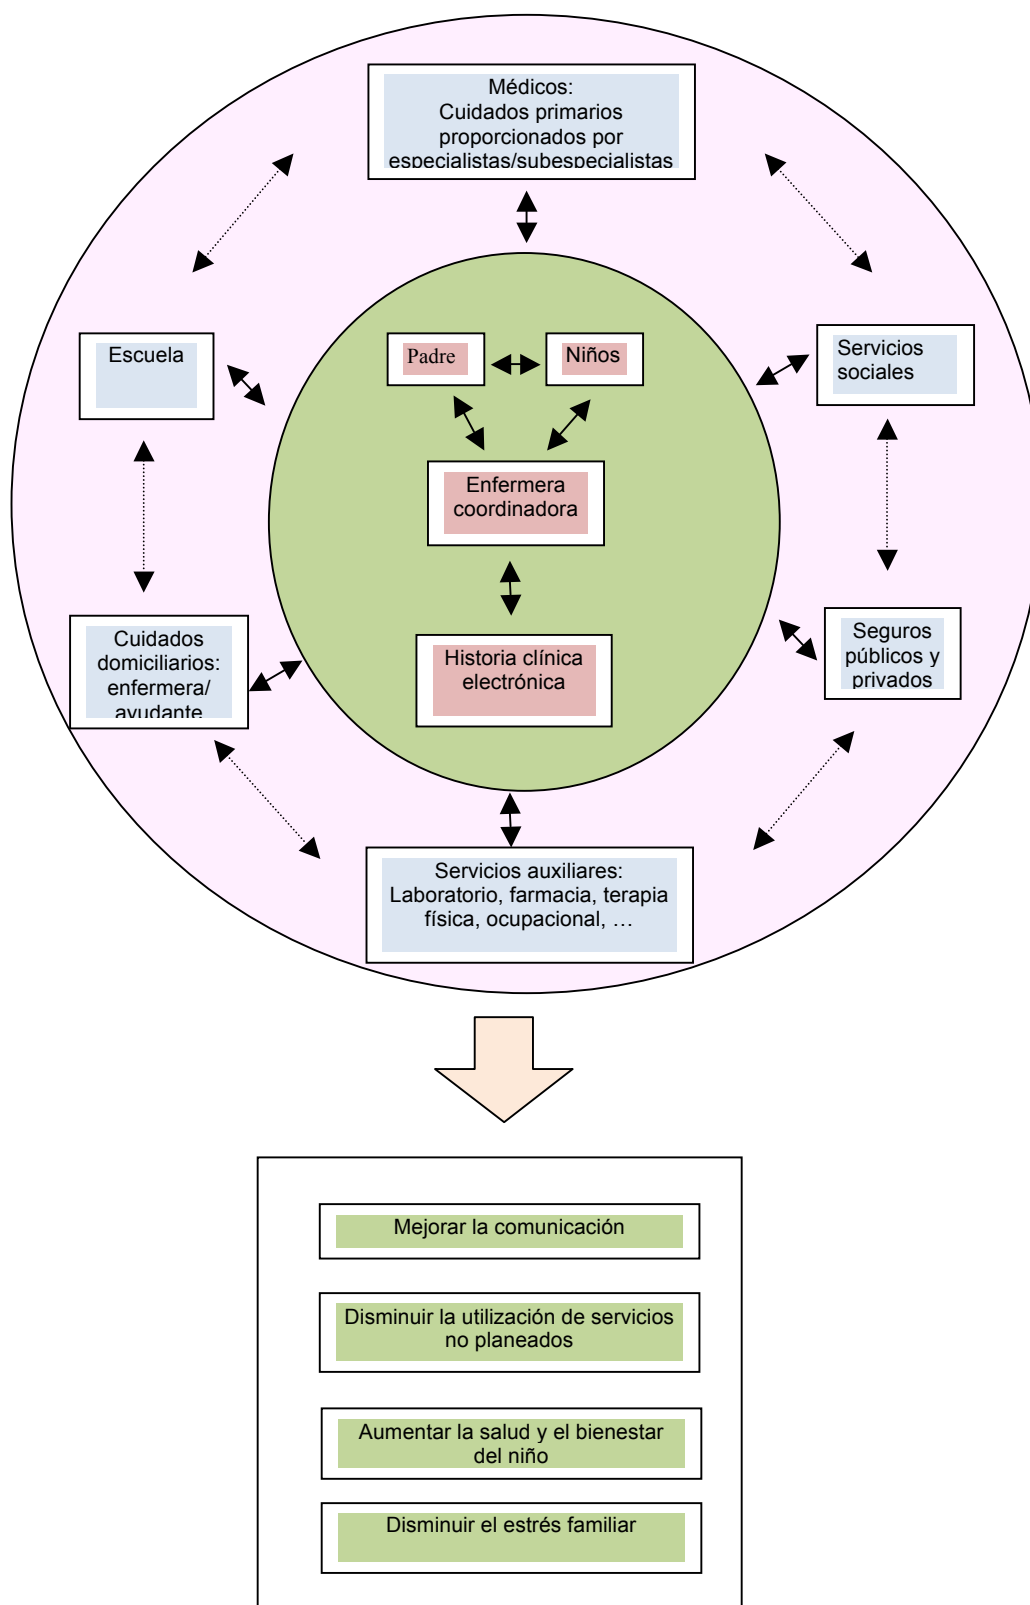 Médicos:
Cuidados primarios
proporcionados por
especialistas/subespecialistas
Escuela
Padre
Niños
Servicios
sociales
Enfermera
coordinadora
Cuidados
domiciliarios:
enfermera/
ayudante
Historia clínica
electrónica
Seguros
públicos y
privados
Servicios auxiliares:
Laboratorio, farmacia, terapia
física, ocupacional, …
Mejorar la comunicación
Disminuir la utilización de servicios
no planeados
Aumentar la salud y el bienestar
del niño
Disminuir el estrés familiar